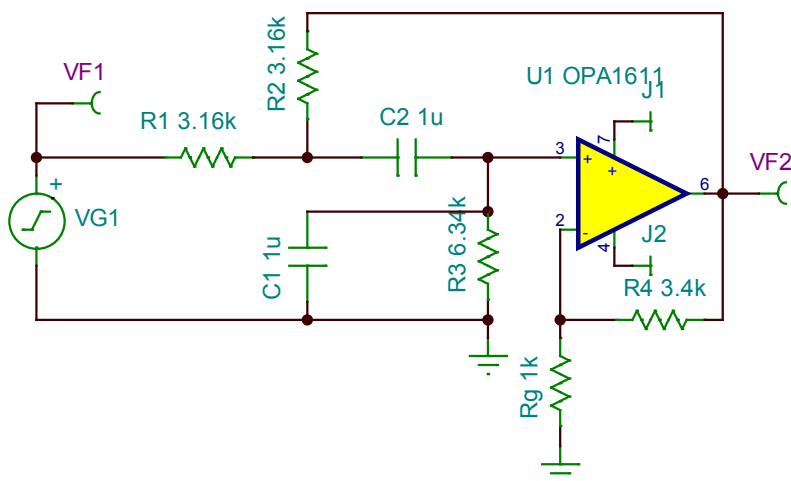 VF1
R1 3.16k
R2 3.16k
C2 1u
U1 OPA1611
J1
+
VG1
C1 1u
R3 6.34k
3
+
7
+
2
-
4
6
VF2
J2
R4 3.4k
Rg 1k